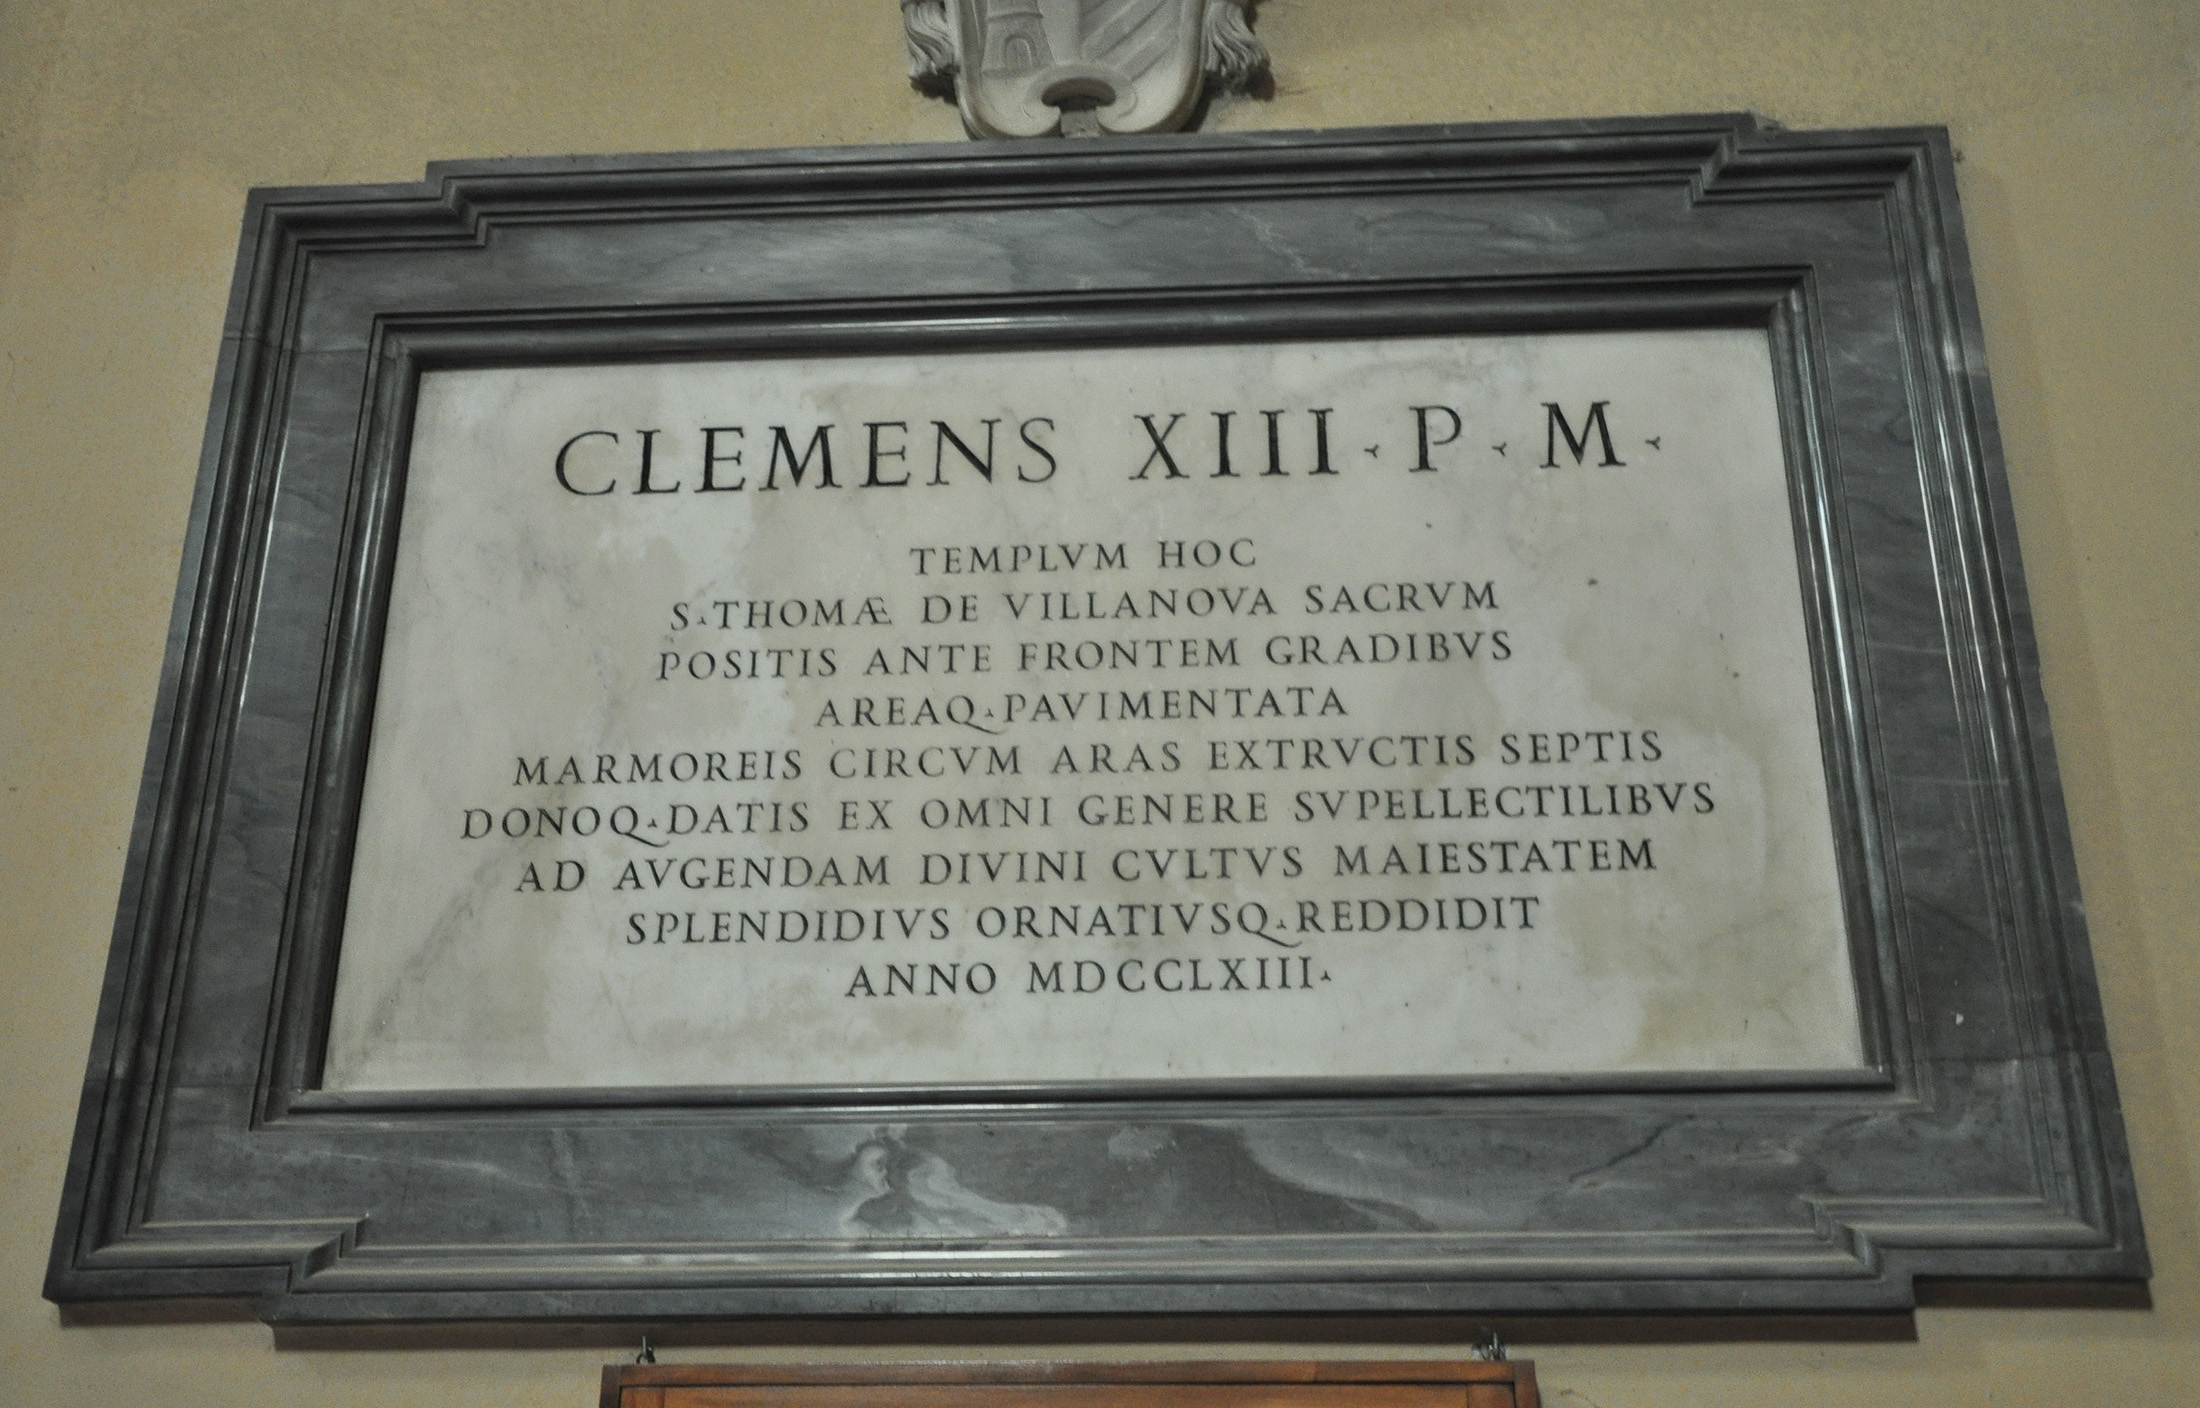 CLEMENS XIII · P · M ·
TEMPLVM HOC
S·THOMÆ DE VILLANOVA SACRVM
POSITIS ANTE FRONTEM GRADIBVS
AREAQ·PAVIMENTATA
MARMOREIS CIRCVM ARAS EXTRVCTIS SEPTIS
DONOQ·DATIS EX OMNI GENERE SVPELLECTILIBVS
AD AVGENDAM DIVINI CVLTVS MAIESTATEM
SPLENDIDIVS ORNATIVSQ·REDDIDIT
ANNO MDCCLXIII·